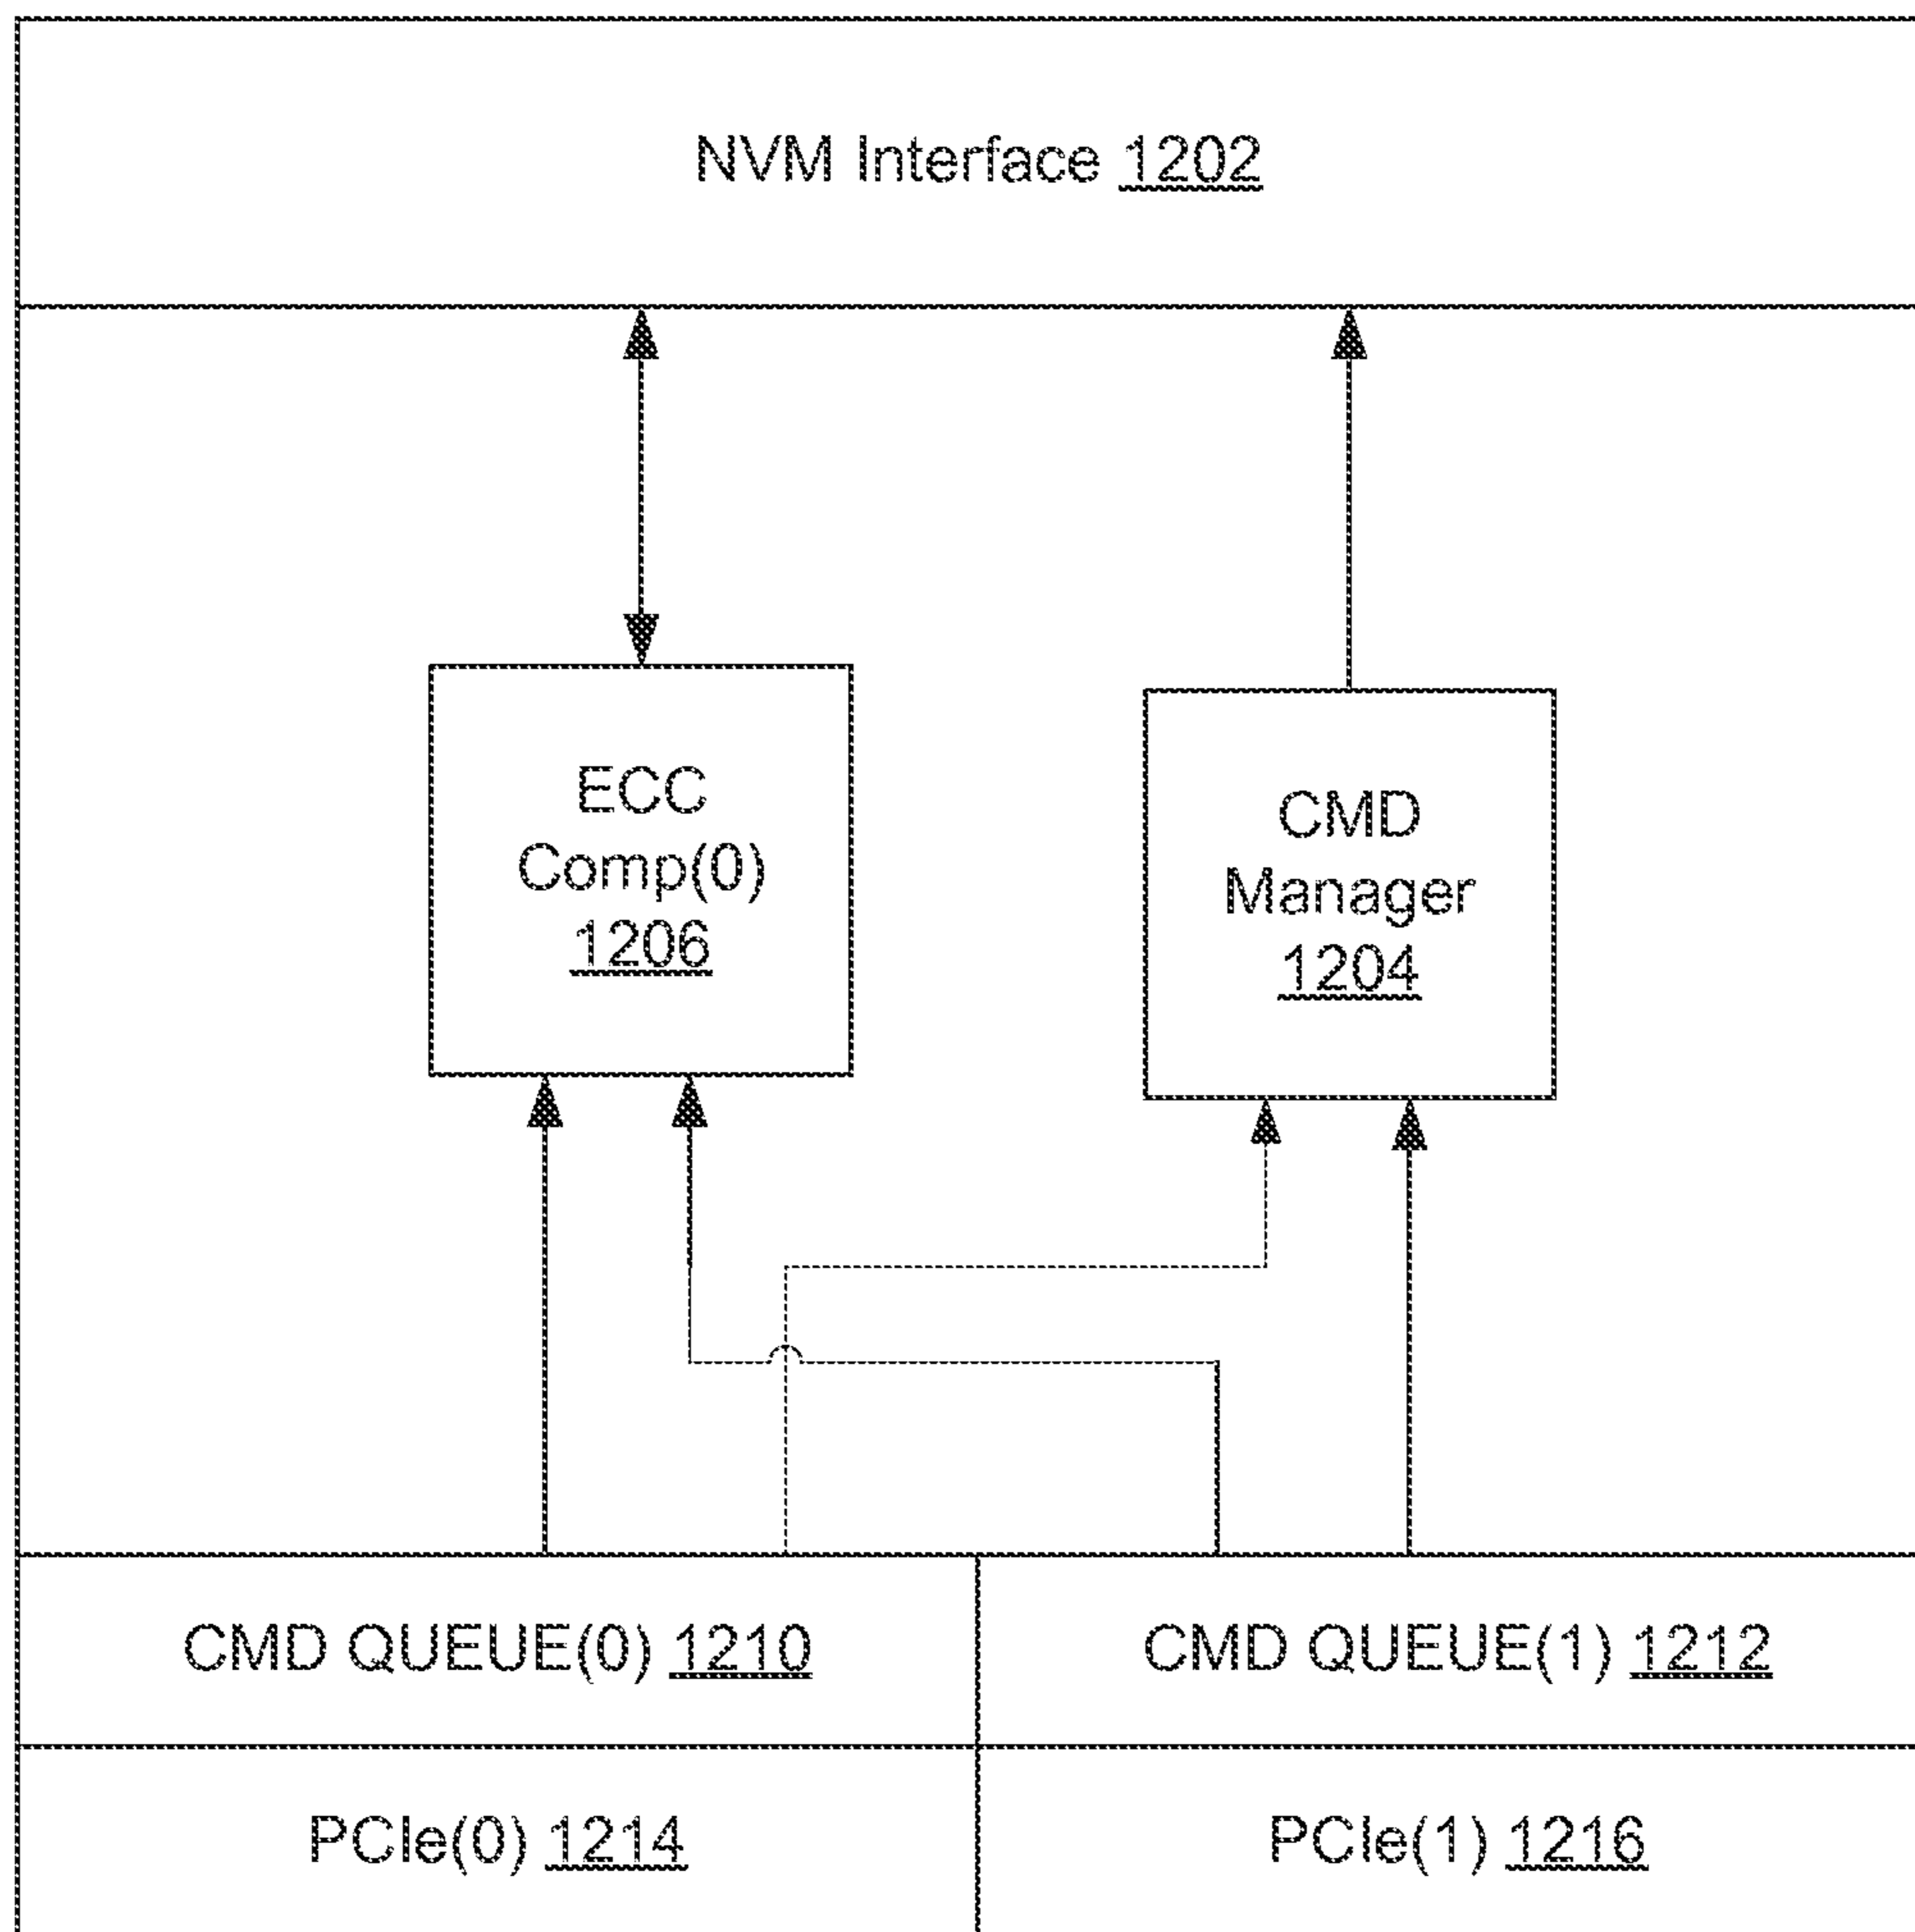 NVM Interface 1202
ECC
Comp(0)
1206
CMD
Manager
1204
CMD QUEUE(0) 1210
CMD QUEUE(1) 1212
PCIe(0) 1214
PCIe(1) 1216